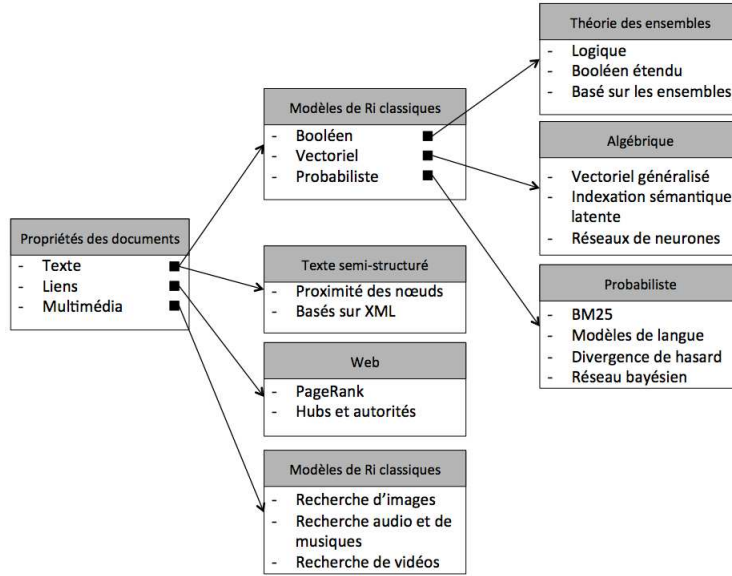 Propriétés des documents
- Texte
- Liens
- Multimédia
Modèles de Ri classiques
- Booléen
- Vectoriel
- Probabiliste
Texte semi-structuré
- Proximité des nœuds
- Basés sur XML
Web
- PageRank
- Hubs et autorités
Modèles de Ri classiques
- Recherche d'images
- Recherche audio et de
musiques
- Recherche de vidéos
Théorie des ensembles
- Logique
- Booléen étendu
- Basé sur les ensembles
Algébrique
- Vectoriel généralisé
- Indexation sémantique
latente
- Réseaux de neurones
Probabiliste
- BM25
- Modèles de langue
- Divergence de hasard
- Réseau bayésien